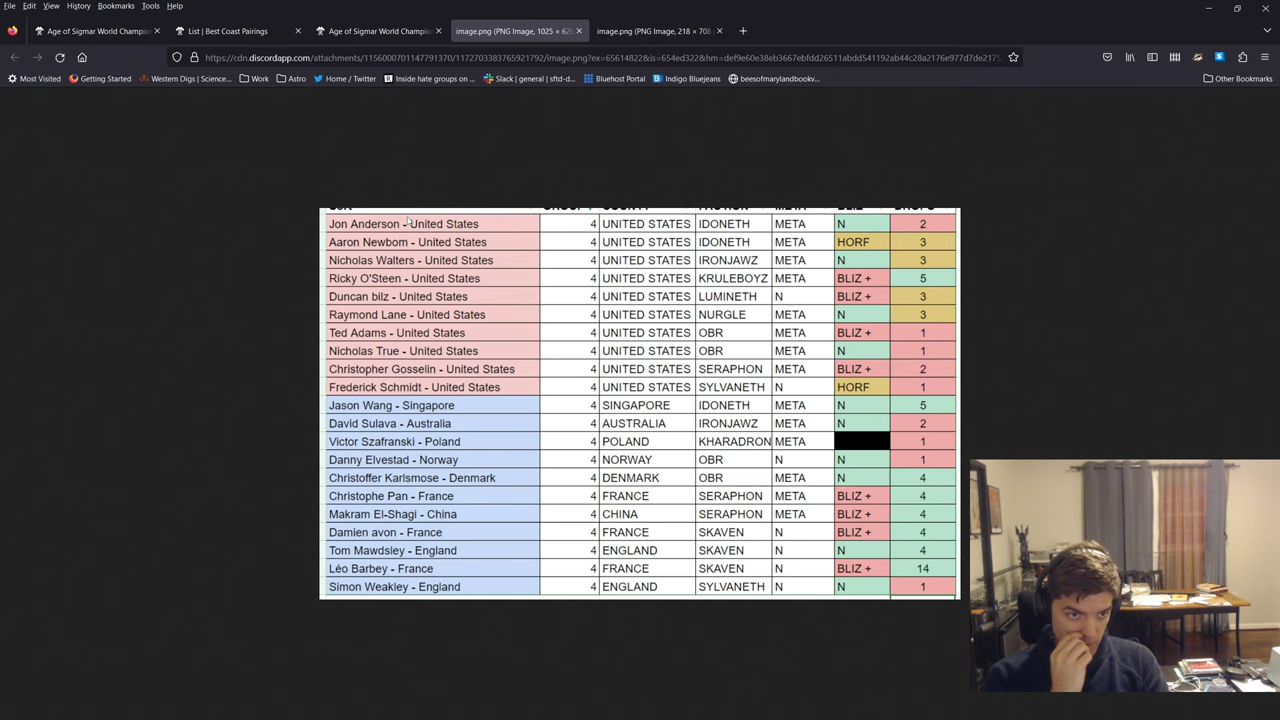 File Edit View History Bookmarks Tools Help
Age of Sigmar World Champion List | Best Coast Pairings Age of Sigmar World Champion image.png (PNG Image, 1025 × 62 image.png (PNG Image, 218 × 708
Most Visited Getting Started Western Digs | Science... Work Astro Home / Twitter Inside hate groups on ... Slack | general | sftd-d... Bluehost Portal Indigo Bluejeans beesofmarylandbookv... Other Bookmarks
Jon Anderson - United States 4 UNITED STATES IDONETH META N 2
Aaron Newbom - United States 4 UNITED STATES IDONETH META HORF 3
Nicholas Walters - United States 4 UNITED STATES IRONJAWZ META N 3
Ricky O'Steen - United States 4 UNITED STATES KRULEBOYZ META BLIZ + 5
Duncan bilz - United States 4 UNITED STATES LUMINETH N BLIZ + 3
Raymond Lane - United States 4 UNITED STATES NURGLE META N 3
Ted Adams - United States 4 UNITED STATES OBR META BLIZ + 1
Nicholas True - United States 4 UNITED STATES OBR META N 1
Christopher Gosselin - United States 4 UNITED STATES SERAPHON META BLIZ + 2
Frederick Schmidt - United States 4 UNITED STATES SYLVANETH N HORF 1
Jason Wang - Singapore 4 SINGAPORE IDONETH META N 5
David Sulava - Australia 4 AUSTRALIA IRONJAWZ META N 2
Victor Szafranski - Poland 4 POLAND KHARADRON META 1
Danny Elvestad - Norway 4 NORWAY OBR N N 1
Christoffer Karlsmose - Denmark 4 DENMARK OBR META N 4
Christophe Pan - France 4 FRANCE SERAPHON META BLIZ + 4
Makram El-Shagi - China 4 CHINA SERAPHON META BLIZ + 4
Damien avon - France 4 FRANCE SKAVEN N BLIZ + 4
Tom Mawdsley - England 4 ENGLAND SKAVEN N N 4
Léo Barbey - France 4 FRANCE SKAVEN N BLIZ + 14
Simon Weakley - England 4 ENGLAND SYLVANETH N N 1